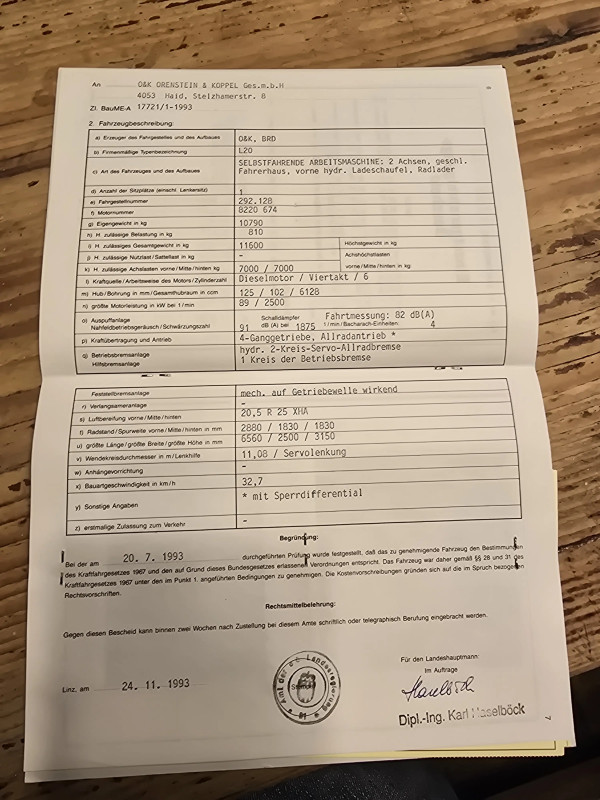 An O&K ORENSTEIN & KOPPEL Ges.m.b.H
4053 Haid, Stelzhamerstr. 8
Zl. BauME-A 17721/1-1993
2. Fahrzeugbeschreibung:
a) Erzeuger des Fahrgestelles und des Aufbaues O&K, BRD
b) Firmenmäßige Typenbezeichnung L20
c) Art des Fahrzeuges und des Aufbaues SELBSTFAHRENDE ARBEITSMASCHINE: 2 Achsen, geschl.
Fahrerhaus, vorne hydr. Ladeschaufel, Radlader
d) Anzahl der Sitzplätze (einschl. Lenkersitz) 1
e) Fahrgestellnummer 292.128
f) Motornummer 8220 674
g) Eigengewicht in kg 10790
h) H. zulässige Belastung in kg 810
i) H. zulässiges Gesamtgewicht in kg 11600 Höchstgewicht in kg
j) H. zulässige Nutzlast / Sattellast in kg - Achshöchstlasten
k) H. zulässige Achslasten vorne / Mitte / hinten kg 7000 / 7000 vorne / Mitte / hinten in kg
l) Kraftquelle / Arbeitsweise des Motors / Zylinderzahl Dieselmotor / Viertakt / 6
m) Hub / Bohrung in mm / Gesamthubraum in ccm 125 / 102 / 6128
n) größte Motorleistung in kW bei 1/min 89 / 2500
o) Auspuffanlage Schalldämpfer Fahrtmessung: 82 dB(A)
Nahfeldbetriebsgeräusch / Schwärzungszahl 91 dB (A) bei 1875 1/min / Bacharach-Einheiten: 4
p) Kraftübertragung und Antrieb 4-Ganggetriebe, Allradantrieb *
q) Betriebsbremsanlage hydr. 2-Kreis-Servo-Allradbremse
Hilfsbremsanlage 1 Kreis der Betriebsbremse
Feststellbremsanlage mech. auf Getriebewelle wirkend
r) Verlangsameranlage -
s) Luftbereifung vorne / Mitte / hinten 20,5 R 25 XHA
t) Radstand / Spurweite vorne / Mitte / hinten in mm 2880 / 1830 / 1830
u) größte Länge / größte Breite / größte Höhe in mm 6560 / 2500 / 3150
v) Wendekreisdurchmesser in m / Lenkhilfe 11,08 / Servolenkung
w) Anhängevorrichtung -
x) Bauartgeschwindigkeit in km/h 32,7
y) Sonstige Angaben * mit Sperrdifferential
z) erstmalige Zulassung zum Verkehr -
Begründung:
Bei der am 20. 7. 1993 durchgeführten Prüfung wurde festgestellt, daß das zu genehmigende Fahrzeug den Bestimmungen
des Kraftfahrgesetzes 1967 und den auf Grund dieses Bundesgesetzes erlassenen Verordnungen entspricht. Das Fahrzeug war daher gemäß §§ 28 und 31 des
Kraftfahrgesetzes 1967 unter den im Punkt 1. angeführten Bedingungen zu genehmigen. Die Kostenvorschreibungen gründen sich auf die im Spruch bezogenen
Rechtsvorschriften.
Rechtsmittelbelehrung:
Gegen diesen Bescheid kann binnen zwei Wochen nach Zustellung bei diesem Amte schriftlich oder telegraphisch Berufung eingebracht werden.
Für den Landeshauptmann:
Im Auftrage
Linz, am 24. 11. 1993
Amt der o.ö. Landesregierung
Haselböck
Dipl.-Ing. Karl Haselböck
7